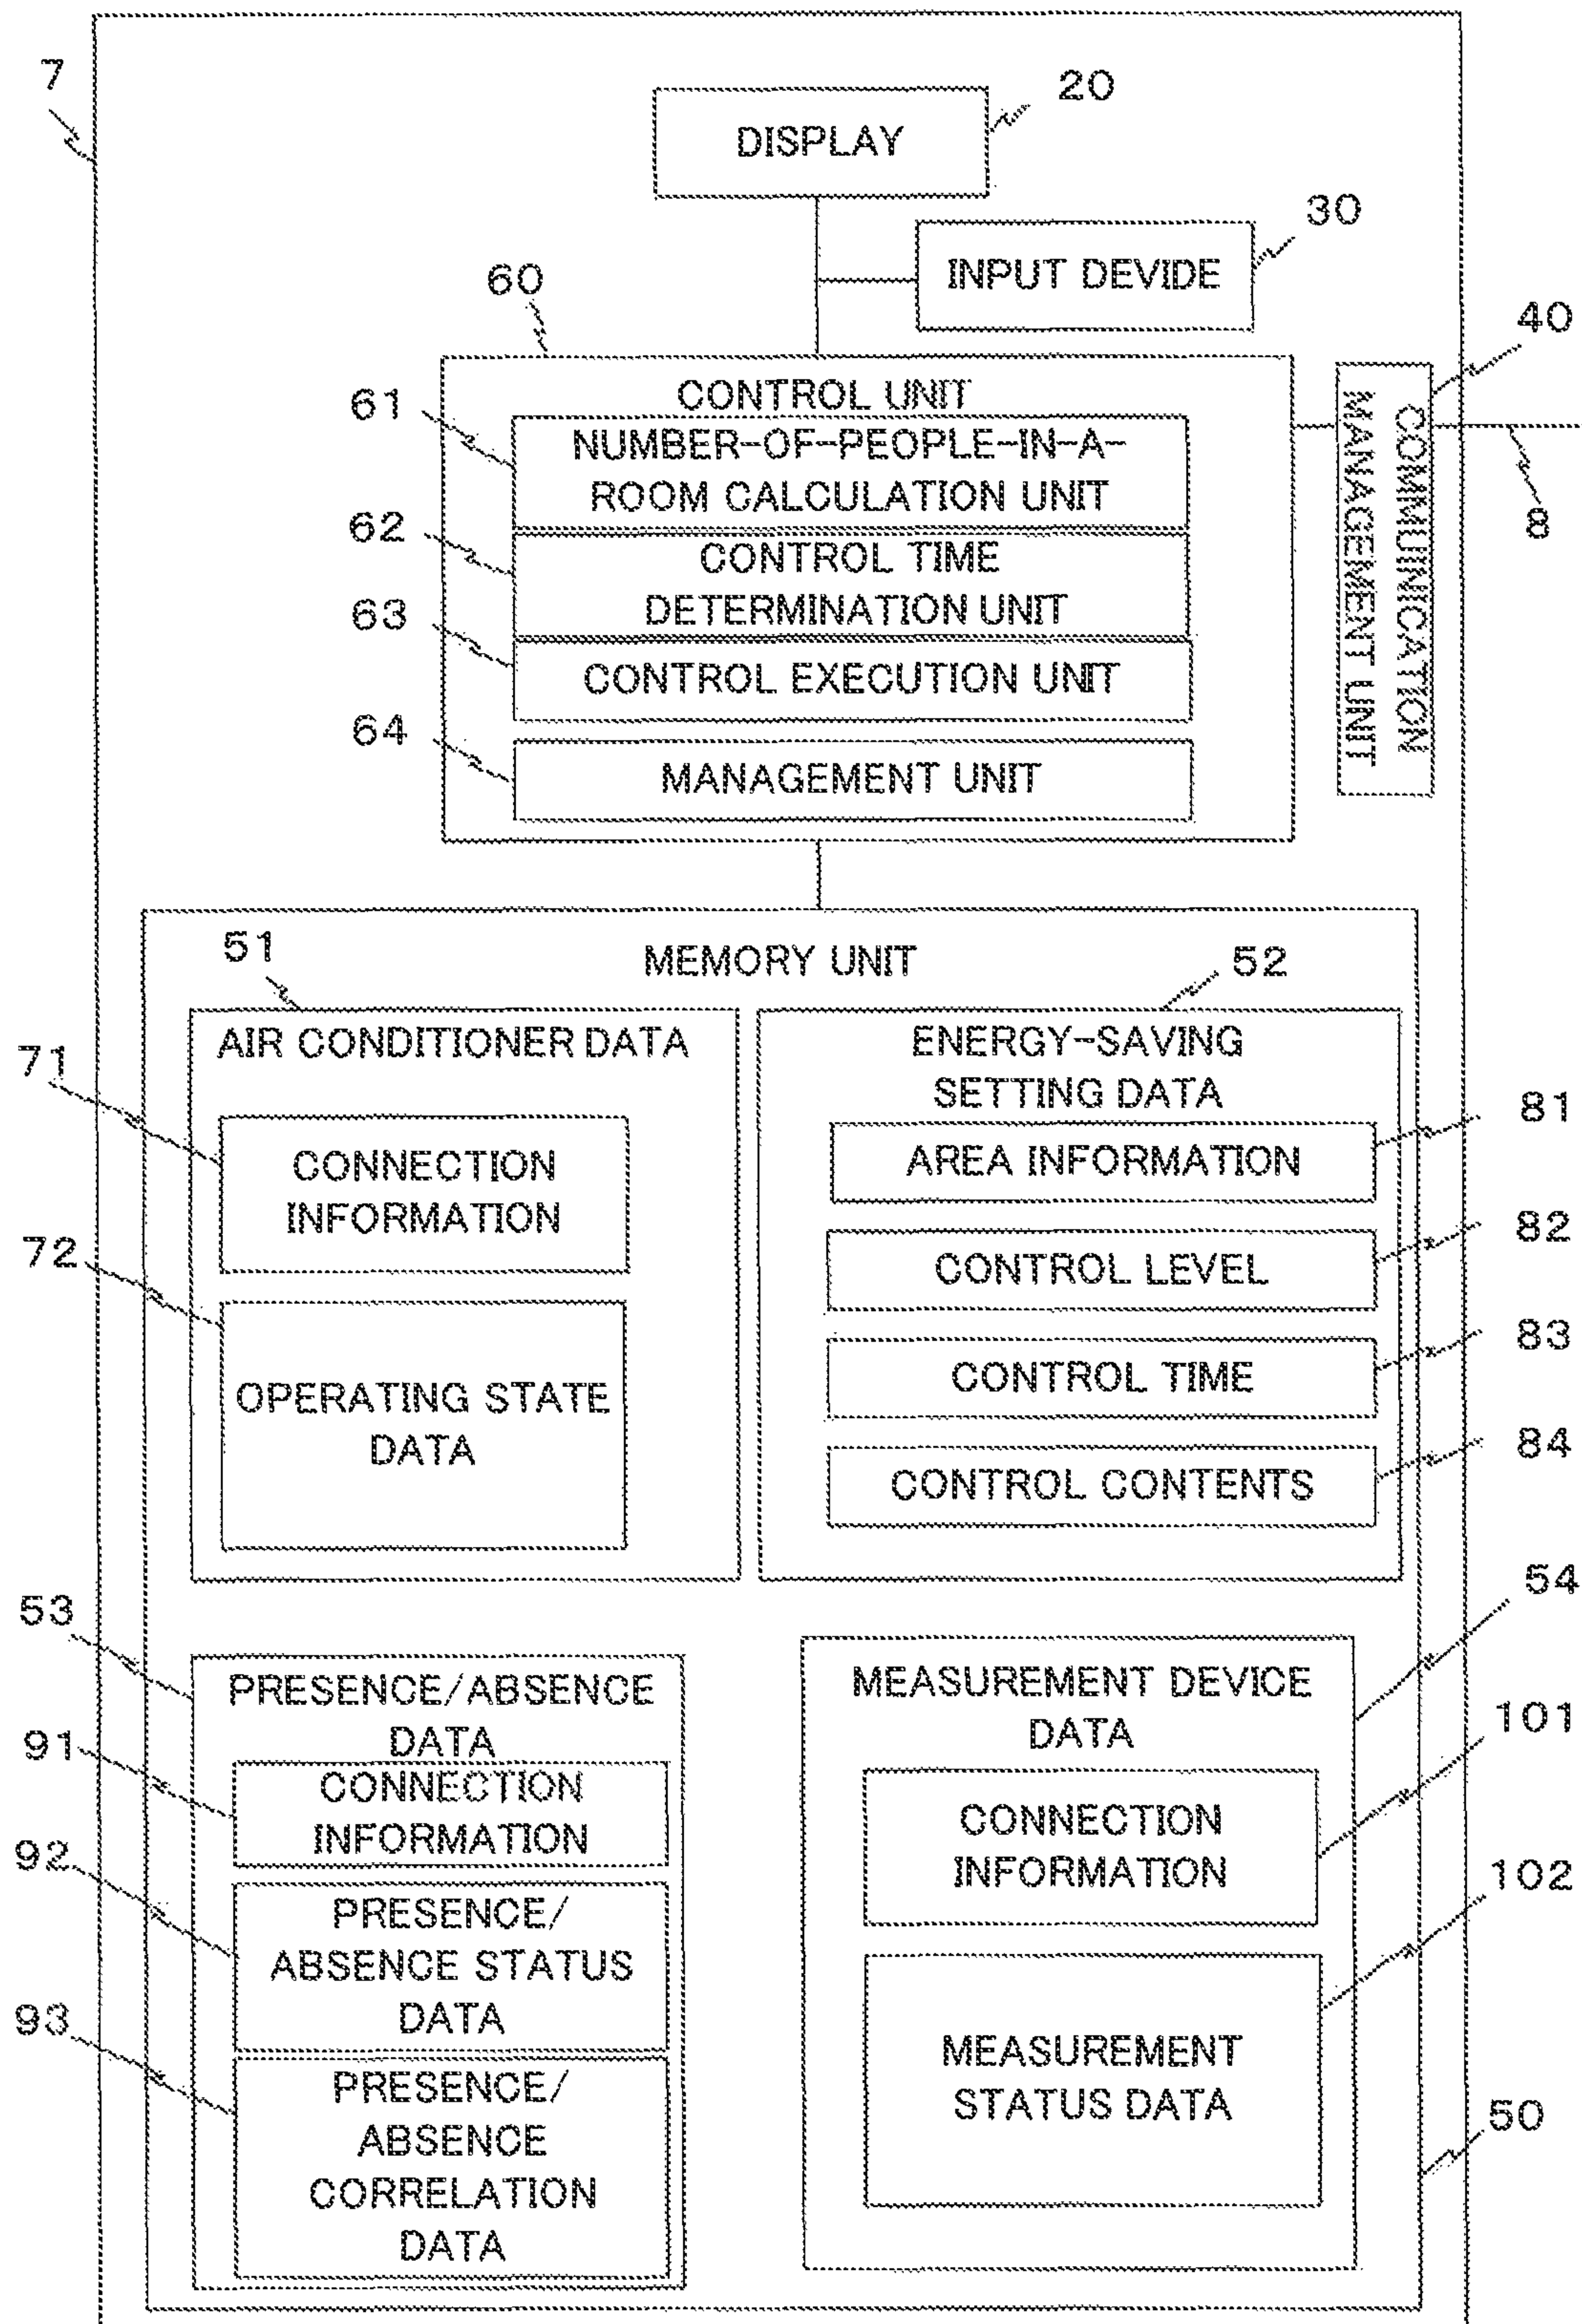 7
20
DISPLAY
30
INPUT DEVIDE
60
40
CONTROL UNIT
61
NUMBER-OF-PEOPLE-IN-A-
ROOM CALCULATION UNIT
62
CONTROL TIME
DETERMINATION UNIT
63
CONTROL EXECUTION UNIT
64
MANAGEMENT UNIT
COMMUINICATION
MANAGEMENT UNIT
8
MEMORY UNIT
51
AIR CONDITIONER DATA
71
CONNECTION
INFORMATION
72
OPERATING STATE
DATA
52
ENERGY-SAVING
SETTING DATA
AREA INFORMATION
81
CONTROL LEVEL
82
CONTROL TIME
83
CONTROL CONTENTS
84
53
PRESENCE/ABSENCE
DATA
91
CONNECTION
INFORMATION
92
PRESENCE/
ABSENCE STATUS
DATA
93
PRESENCE/
ABSENCE
CORRELATION
DATA
54
MEASUREMENT DEVICE
DATA
101
CONNECTION
INFORMATION
102
MEASUREMENT
STATUS DATA
50